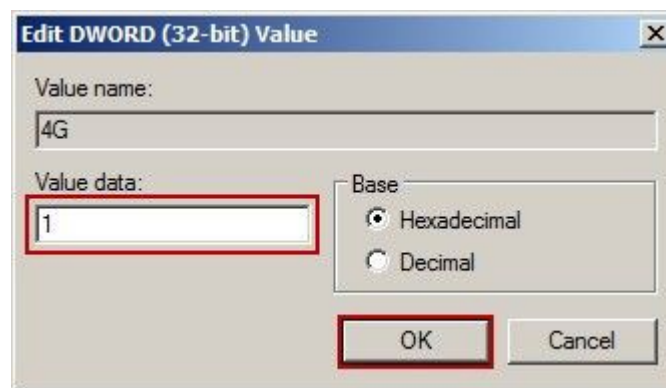 Edit DWORD (32-bit) Value
Value name:
4G
Value data:
1
Base
Hexadecimal
Decimal
OK
Cancel